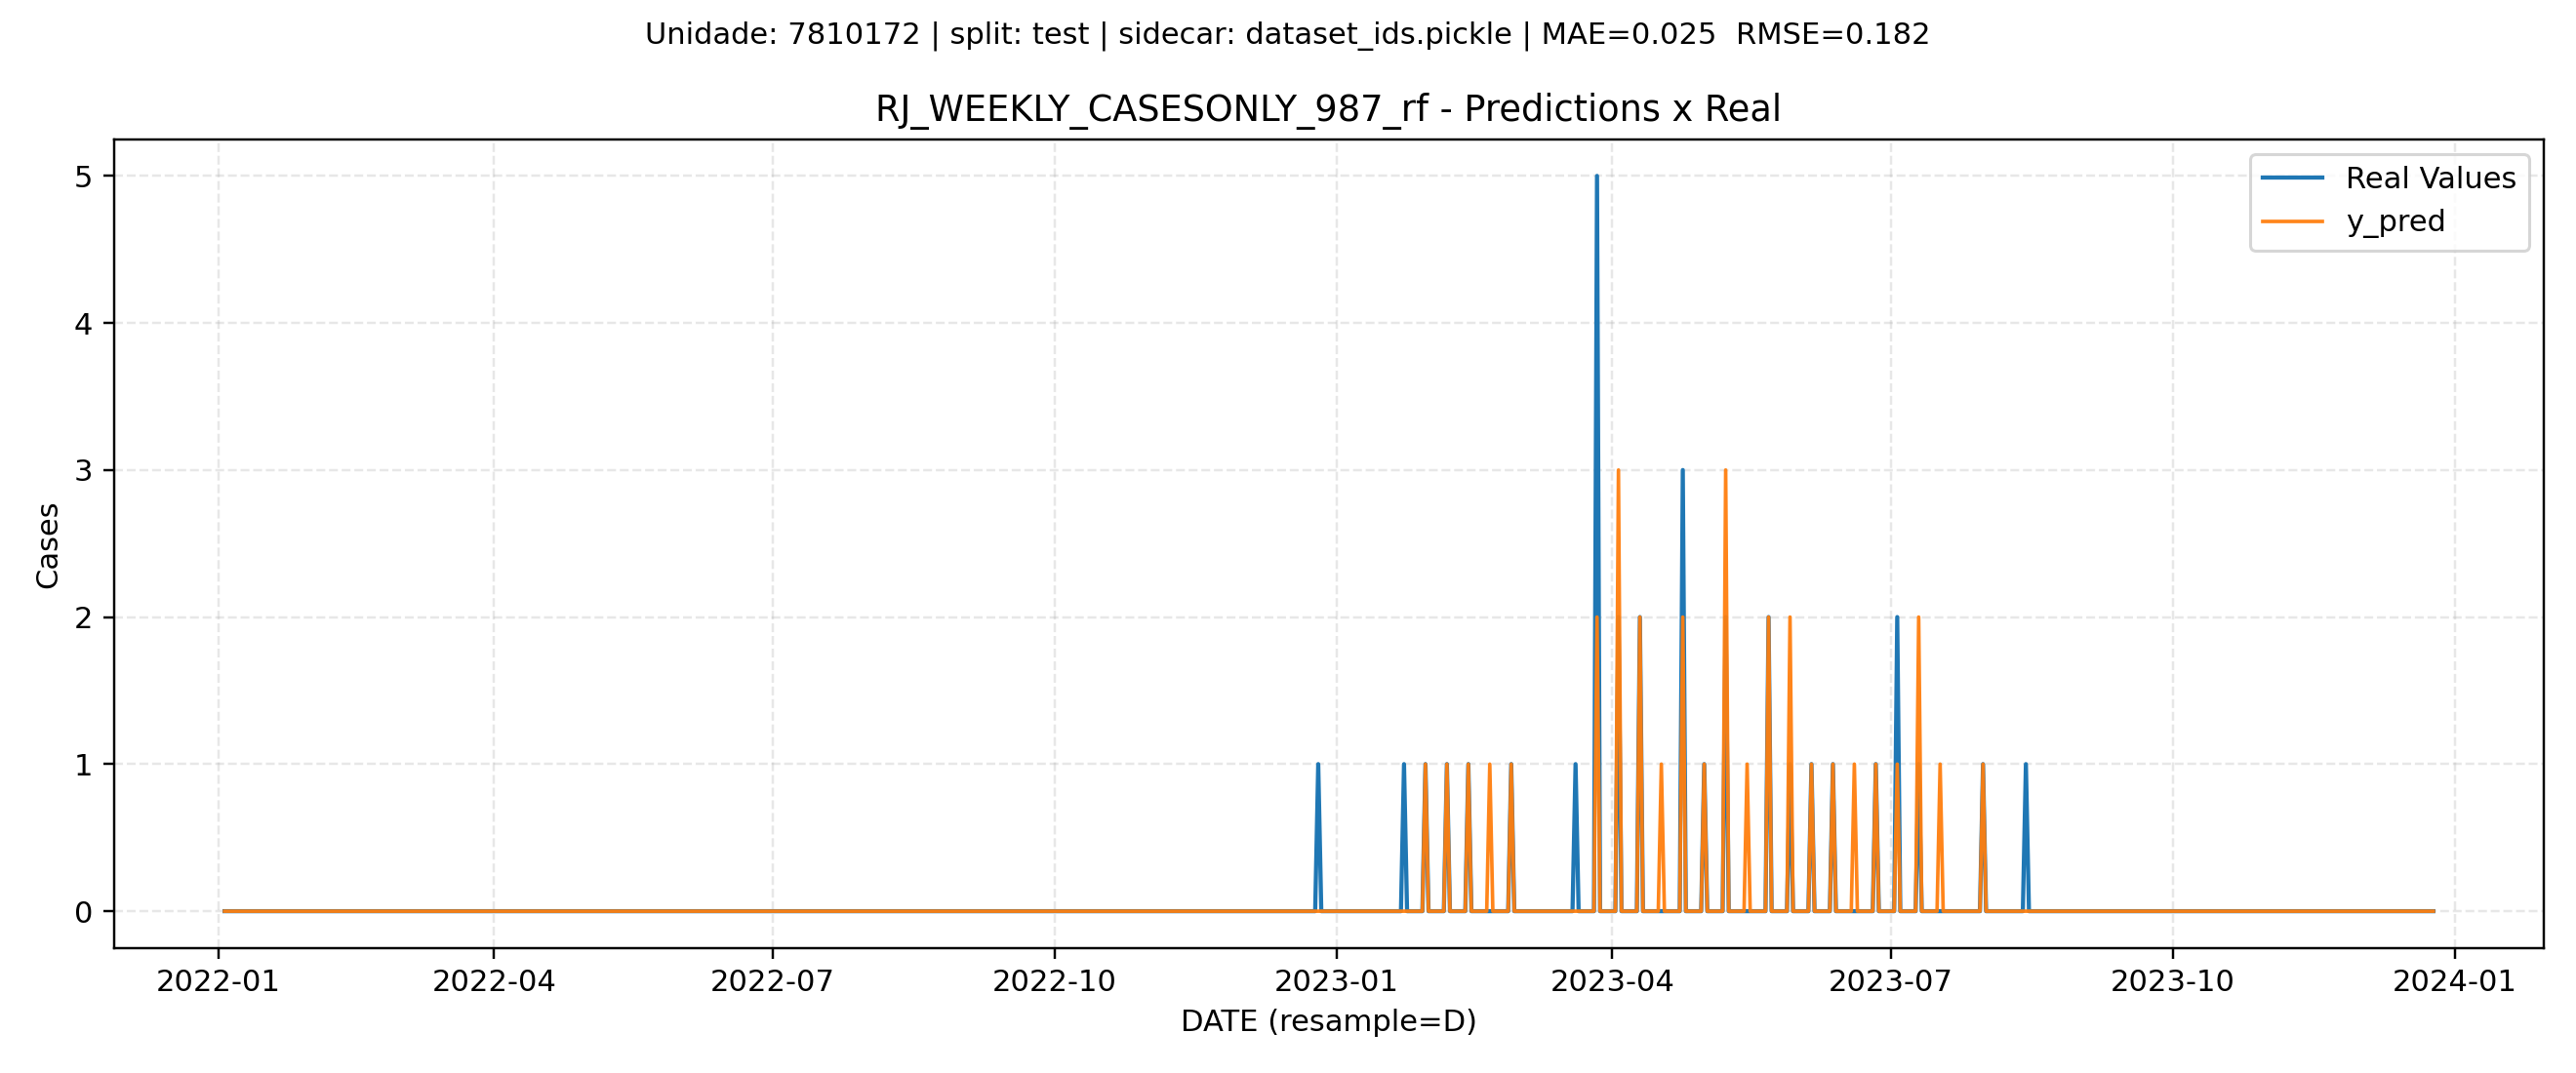 Unidade: 7810172 | split: test | sidecar: dataset_ids.pickle | MAE=0.025  RMSE=0.182
RJ_WEEKLY_CASESONLY_987_rf - Predictions x Real
Real Values
y_pred
5
4
3
2
1
0
Cases
2022-01
2022-04
2022-07
2022-10
2023-01
2023-04
2023-07
2023-10
2024-01
DATE (resample=D)